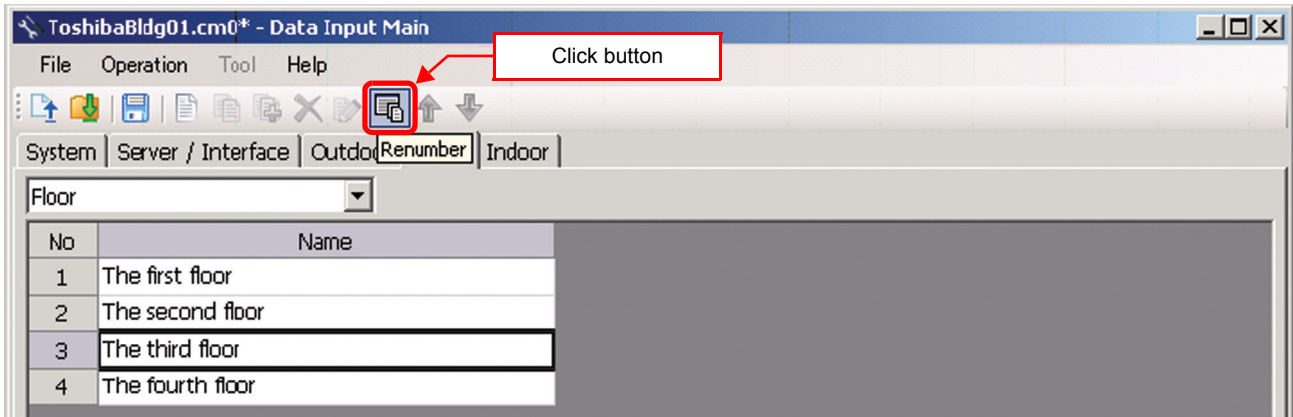 ToshibaBldg01.cm0* - Data Input Main
Click button
File Operation Tool Help
Renumber
System Server / Interface Outdoo Indoor
Floor
No Name
1 The first floor
2 The second floor
3 The third floor
4 The fourth floor